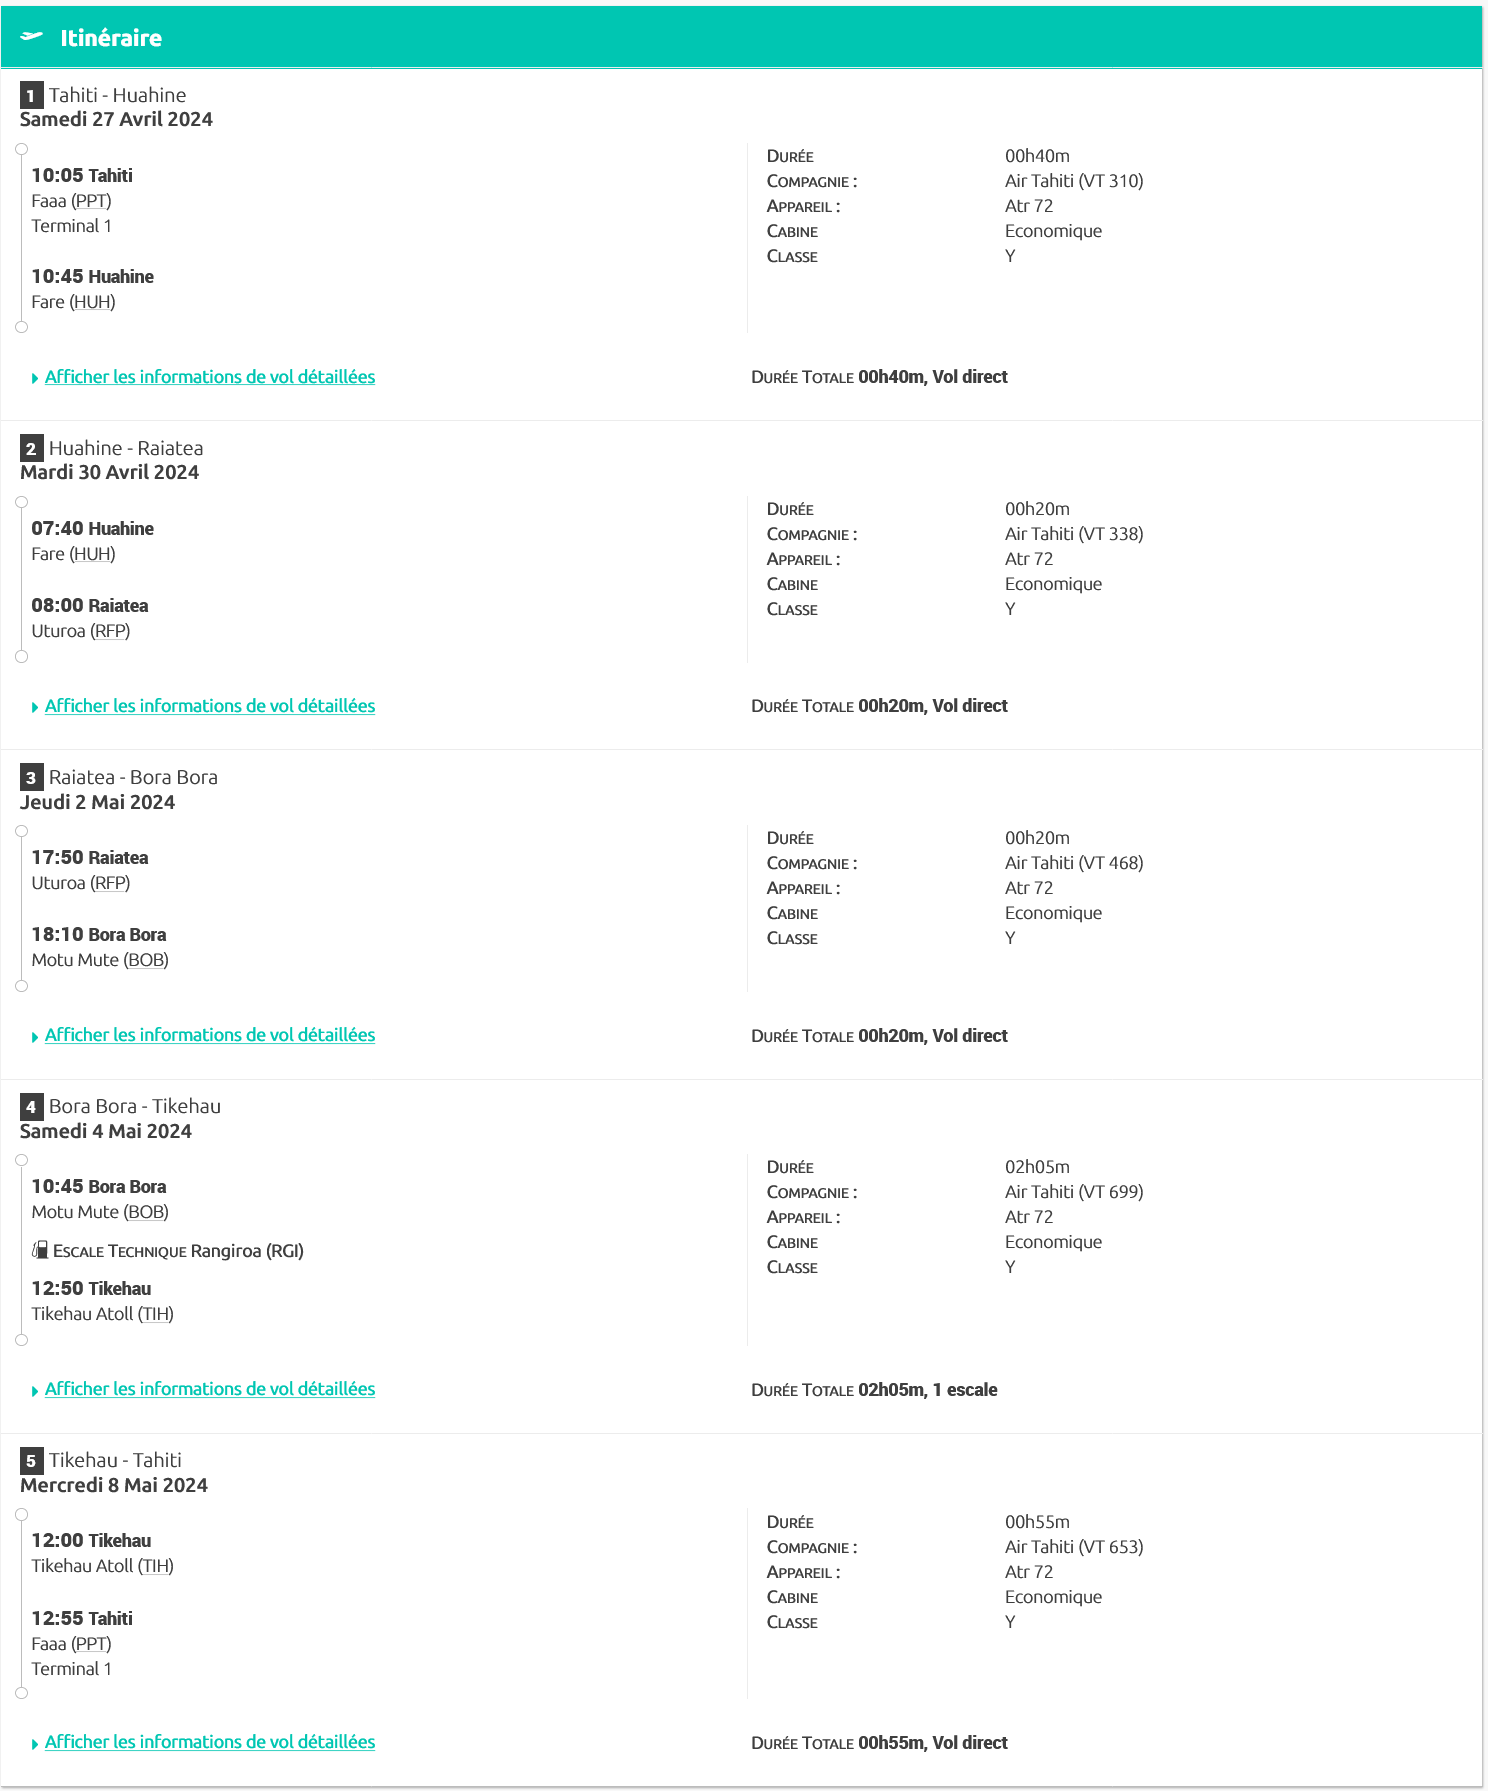 Itinéraire
1 Tahiti - Huahine
Samedi 27 Avril 2024
10:05 Tahiti
Faaa (PPT)
Terminal 1
10:45 Huahine
Fare (HUH)
DURÉE 00h40m
COMPAGNIE : Air Tahiti (VT 310)
APPAREIL : Atr 72
CABINE Economique
CLASSE Y
Afficher les informations de vol détaillées
DURÉE TOTALE 00h40m, Vol direct
2 Huahine - Raiatea
Mardi 30 Avril 2024
07:40 Huahine
Fare (HUH)
08:00 Raiatea
Uturoa (RFP)
DURÉE 00h20m
COMPAGNIE : Air Tahiti (VT 338)
APPAREIL : Atr 72
CABINE Economique
CLASSE Y
Afficher les informations de vol détaillées
DURÉE TOTALE 00h20m, Vol direct
3 Raiatea - Bora Bora
Jeudi 2 Mai 2024
17:50 Raiatea
Uturoa (RFP)
18:10 Bora Bora
Motu Mute (BOB)
DURÉE 00h20m
COMPAGNIE : Air Tahiti (VT 468)
APPAREIL : Atr 72
CABINE Economique
CLASSE Y
Afficher les informations de vol détaillées
DURÉE TOTALE 00h20m, Vol direct
4 Bora Bora - Tikehau
Samedi 4 Mai 2024
10:45 Bora Bora
Motu Mute (BOB)
ESCALE TECHNIQUE Rangiroa (RGI)
12:50 Tikehau
Tikehau Atoll (TIH)
DURÉE 02h05m
COMPAGNIE : Air Tahiti (VT 699)
APPAREIL : Atr 72
CABINE Economique
CLASSE Y
Afficher les informations de vol détaillées
DURÉE TOTALE 02h05m, 1 escale
5 Tikehau - Tahiti
Mercredi 8 Mai 2024
12:00 Tikehau
Tikehau Atoll (TIH)
12:55 Tahiti
Faaa (PPT)
Terminal 1
DURÉE 00h55m
COMPAGNIE : Air Tahiti (VT 653)
APPAREIL : Atr 72
CABINE Economique
CLASSE Y
Afficher les informations de vol détaillées
DURÉE TOTALE 00h55m, Vol direct